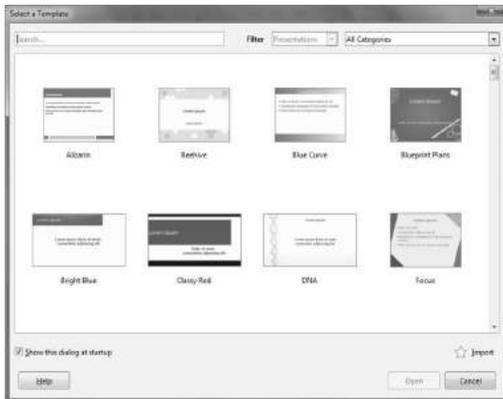 Select a Template
Search... Filter Presentations All Categories
Alizarin Beehive Blue Curve Blueprint Plans
Bright Blue Classy Red DNA Focus
Show this dialog at startup Import
Help Open Cancel